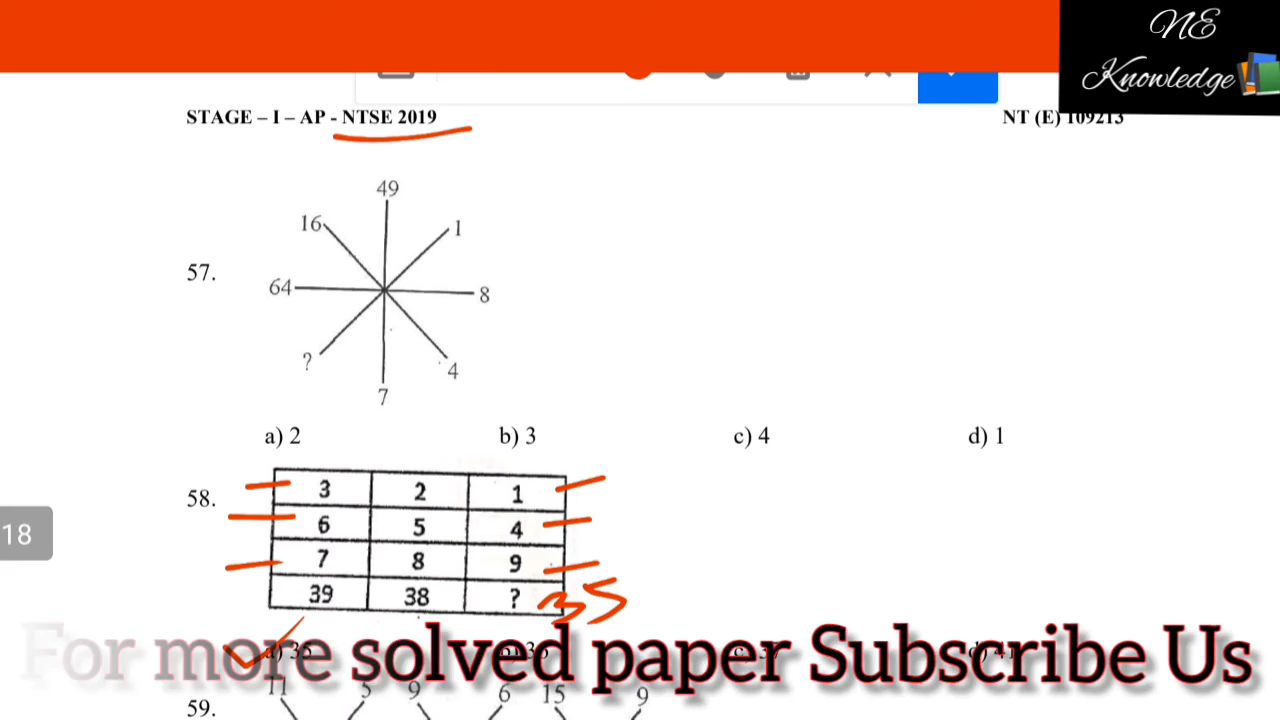 NE
Knowledge
STAGE – I – AP - NTSE 2019
NT (E) 109213
49
16
1
57.
64
8
?
4
7
a) 2 b) 3 c) 4 d) 1
58.
3 2 1
6 5 4
18
7 8 9
39 38 ? 35
For more solved paper Subscribe Us
11 5 9 6 15 9
59.